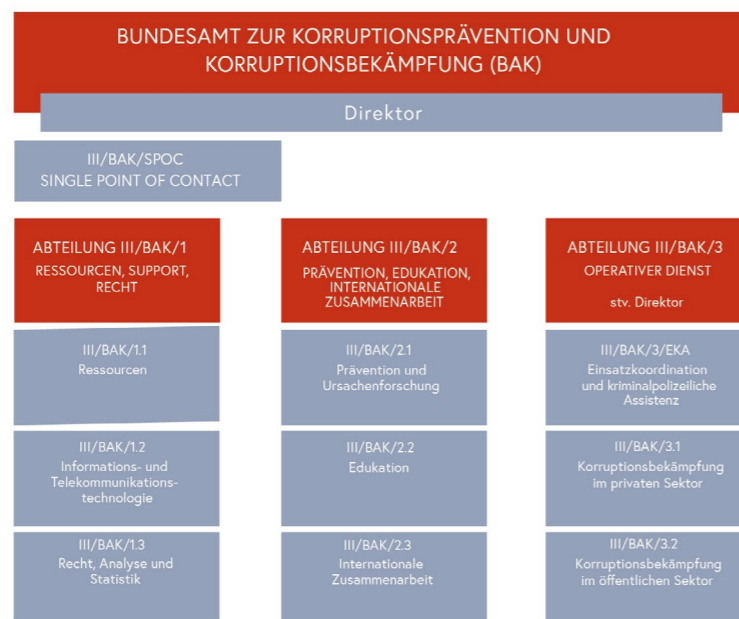 BUNDESAMT ZUR KORRUPTIONSPRÄVENTION UND
KORRUPTIONSBEKÄMPFUNG (BAK)
Direktor
III/BAK/SPOC
SINGLE POINT OF CONTACT
ABTEILUNG III/BAK/1
RESSOURCEN, SUPPORT,
RECHT
III/BAK/1.1
Ressourcen
III/BAK/1.2
Informations- und
Telekommunikations-
technologie
III/BAK/1.3
Recht, Analyse und
Statistik
ABTEILUNG III/BAK/2
PRÄVENTION, EDUKATION,
INTERNATIONALE
ZUSAMMENARBEIT
III/BAK/2.1
Prävention und
Ursachenforschung
III/BAK/2.2
Edukation
III/BAK/2.3
Internationale
Zusammenarbeit
ABTEILUNG III/BAK/3
OPERATIVER DIENST
stv. Direktor
III/BAK/3/EKA
Einsatzkoordination
und kriminalpolizeiliche
Assistenz
III/BAK/3.1
Korruptionsbekämpfung
im privaten Sektor
III/BAK/3.2
Korruptionsbekämpfung
im öffentlichen Sektor